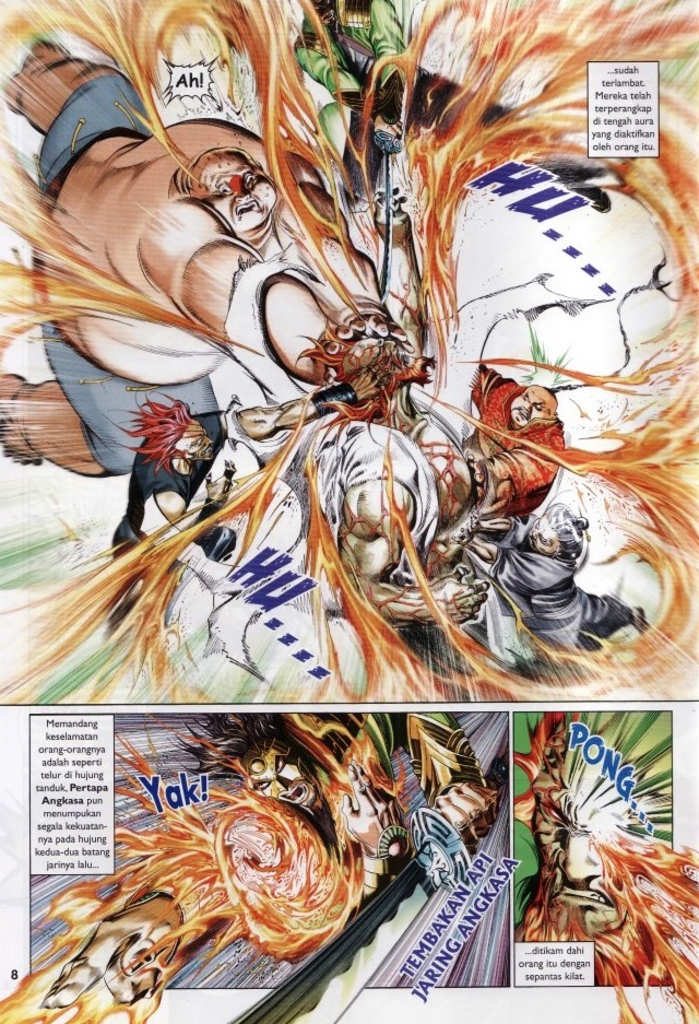 Ah!
...sudah
terlambat.
Mereka telah
terperangkap
di tengah aura
yang diaktifkan
oleh orang itu.
HU....
HU....
Memandang
keselamatan
orang-orangnya
adalah seperti
telur di hujung
tanduk, Pertapa
Angkasa pun
menumpukan
segala kekuatan-
nya pada hujung
kedua-dua batang
jarinya lalu...
Yak!
TEMBAKAN API
JARING ANGKASA
PONG...
...ditikam dahi
orang itu dengan
sepantas kilat.
8